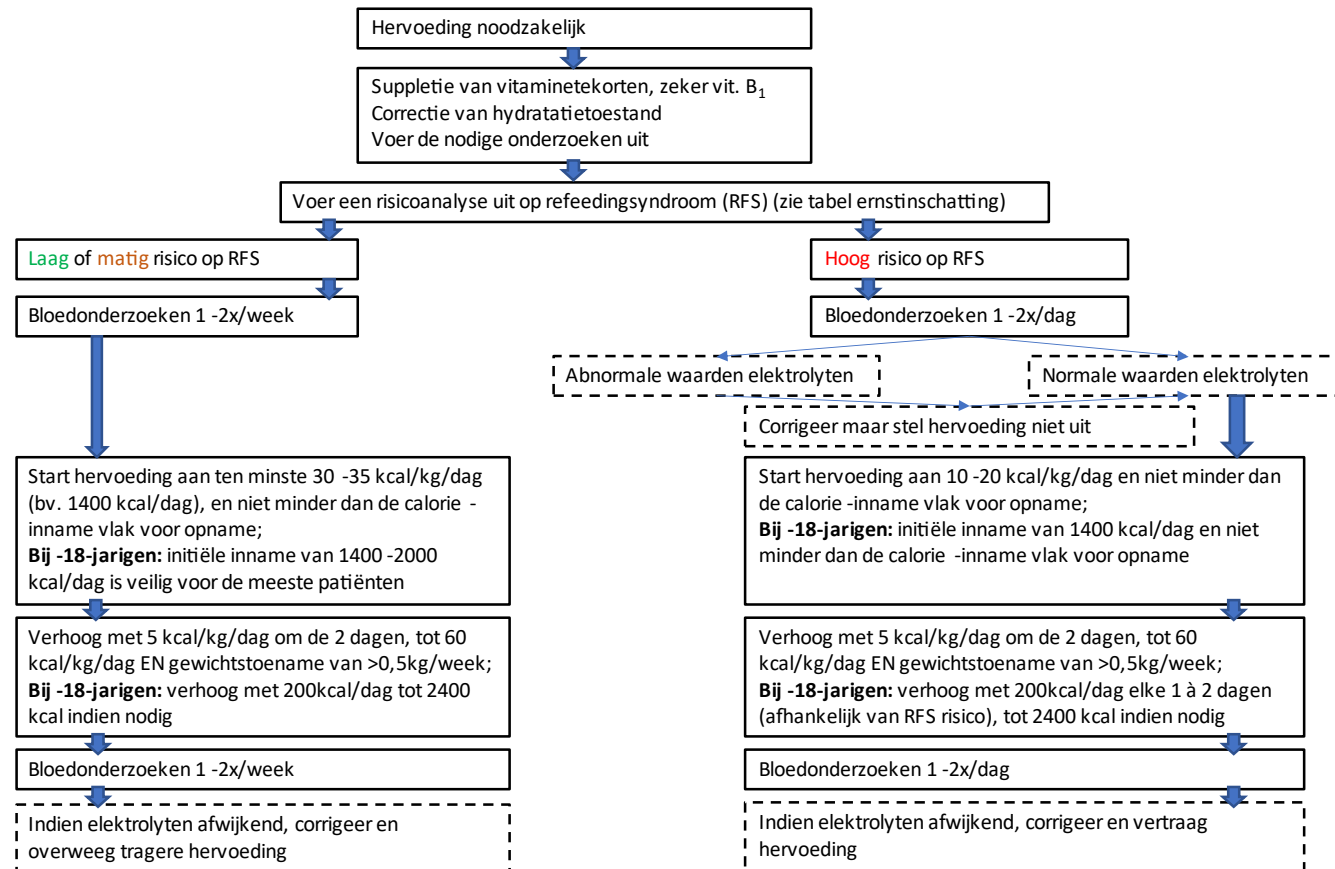 Hervoeding noodzakelijk
Suppletie van vitaminetekorten, zeker vit. B₁
Correctie van hydratatietoestand
Voer de nodige onderzoeken uit
Voer een risicoanalyse uit op refeedingsyndroom (RFS) (zie tabel ernstinschatting)
Laag of matig risico op RFS
Bloedonderzoeken 1 -2x/week
Start hervoeding aan ten minste 30 -35 kcal/kg/dag
(bv. 1400 kcal/dag), en niet minder dan de calorie -
inname vlak voor opname;
Bij -18-jarigen: initiële inname van 1400 -2000
kcal/dag is veilig voor de meeste patiënten
Verhoog met 5 kcal/kg/dag om de 2 dagen, tot 60
kcal/kg/dag EN gewichtstoename van >0,5kg/week;
Bij -18-jarigen: verhoog met 200kcal/dag tot 2400
kcal indien nodig
Bloedonderzoeken 1 -2x/week
Indien elektrolyten afwijkend, corrigeer en
overweeg tragere hervoeding
Hoog risico op RFS
Bloedonderzoeken 1 -2x/dag
Abnormale waarden elektrolyten
Normale waarden elektrolyten
Corrigeer maar stel hervoeding niet uit
Start hervoeding aan 10 -20 kcal/kg/dag en niet minder dan
de calorie -inname vlak voor opname;
Bij -18-jarigen: initiële inname van 1400 kcal/dag en niet
minder dan de calorie -inname vlak voor opname
Verhoog met 5 kcal/kg/dag om de 2 dagen, tot 60
kcal/kg/dag EN gewichtstoename van >0,5kg/week;
Bij -18-jarigen: verhoog met 200kcal/dag elke 1 à 2 dagen
(afhankelijk van RFS risico), tot 2400 kcal indien nodig
Bloedonderzoeken 1 -2x/dag
Indien elektrolyten afwijkend, corrigeer en vertraag
hervoeding